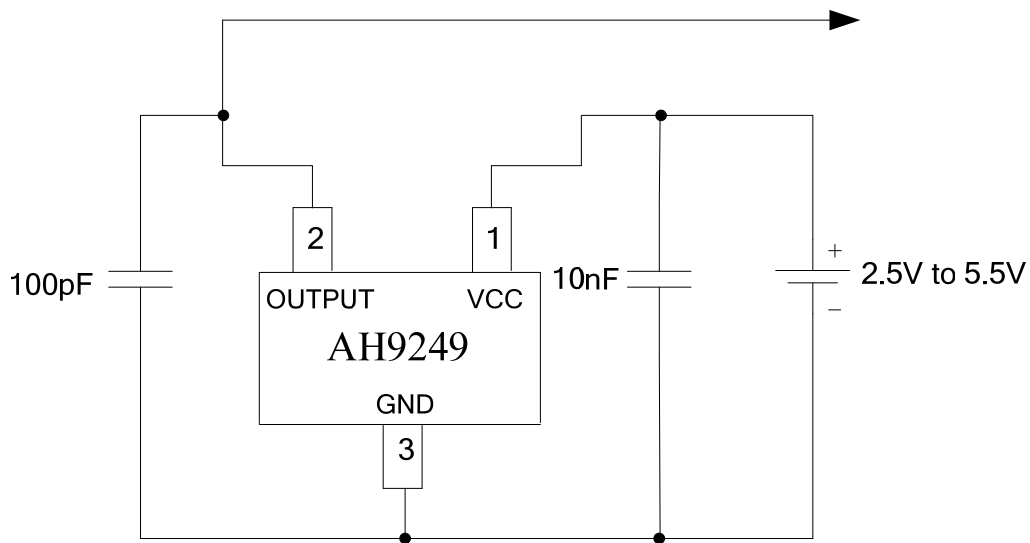 2
1
100pF
OUTPUT
VCC
10nF
+
2.5V to 5.5V
−
AH9249
GND
3